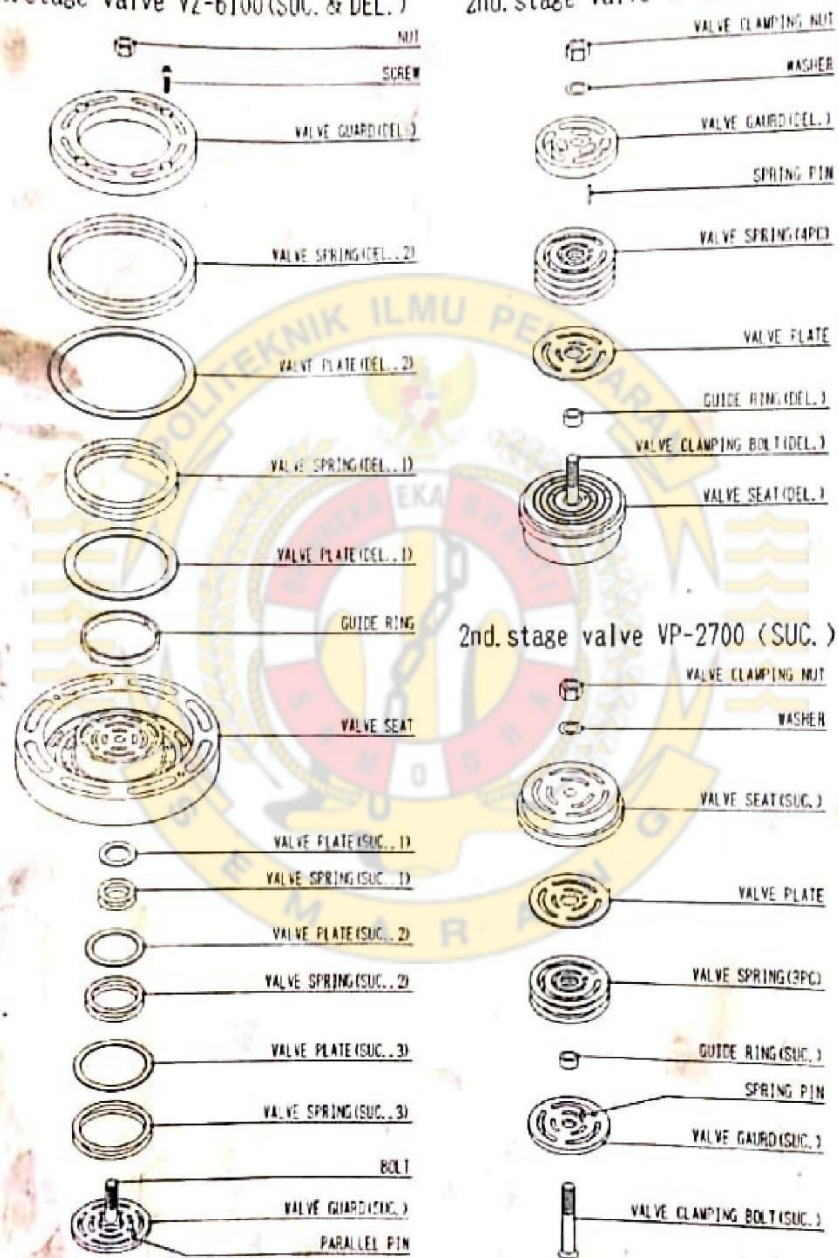 stage valve VZ-6100(SUC.& DEL.)
NUT
SCREW
VALVE GUARD(DEL.)
VALVE SPRING(DEL..2)
VALVE PLATE(DEL..2)
VALVE SPRING(DEL..1)
VALVE PLATE(DEL..1)
GUIDE RING
VALVE SEAT
VALVE PLATE(SUC..1)
VALVE SPRING(SUC..1)
VALVE PLATE(SUC..2)
VALVE SPRING(SUC..2)
VALVE PLATE(SUC..3)
VALVE SPRING(SUC..3)
BOLT
VALVE GUARD(SUC.)
PARALLEL PIN
2nd.stage valve
VALVE CLAMPING NUT
WASHER
VALVE GAURD(DEL.)
SPRING PIN
VALVE SPRING(4PC)
VALVE PLATE
GUIDE RING(DEL.)
VALVE CLAMPING BOLT(DEL.)
VALVE SEAT(DEL.)
2nd.stage valve VP-2700 (SUC.)
VALVE CLAMPING NUT
WASHER
VALVE SEAT(SUC.)
VALVE PLATE
VALVE SPRING(3PC)
GUIDE RING(SUC.)
SPRING PIN
VALVE GAURD(SUC.)
VALVE CLAMPING BOLT(SUC.)
POLITEKNIK ILMU PELAYARAN
BHINNEKA EKA BHAKTI
SAMODRA
SEMARANG